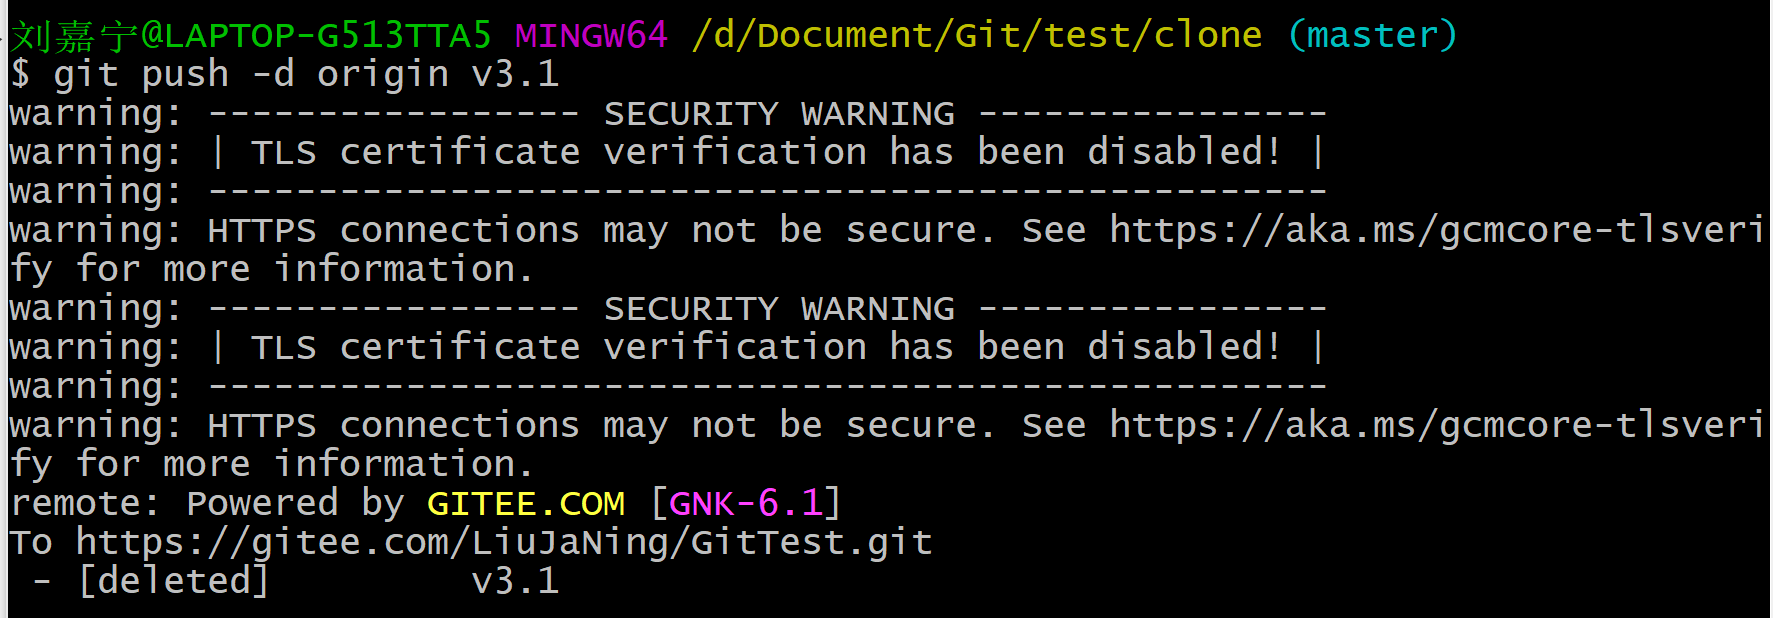 刘嘉宁@LAPTOP-G513TTA5 MINGW64 /d/Document/Git/test/clone (master)
$ git push -d origin v3.1
warning: ----------------- SECURITY WARNING ----------------
warning: | TLS certificate verification has been disabled! |
warning: ---------------------------------------------------
warning: HTTPS connections may not be secure. See https://aka.ms/gcmcore-tlsveri
fy for more information.
warning: ----------------- SECURITY WARNING ----------------
warning: | TLS certificate verification has been disabled! |
warning: ---------------------------------------------------
warning: HTTPS connections may not be secure. See https://aka.ms/gcmcore-tlsveri
fy for more information.
remote: Powered by GITEE.COM [GNK-6.1]
To https://gitee.com/LiuJaNing/GitTest.git
 - [deleted]         v3.1